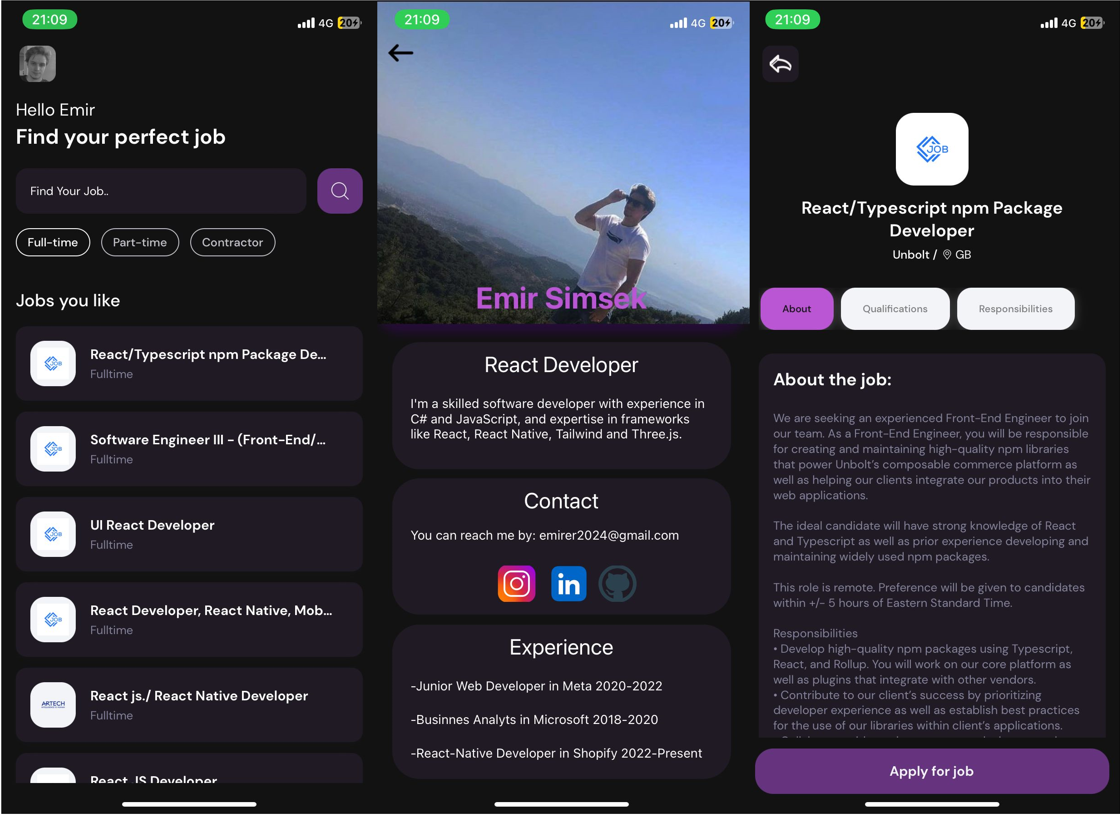 21:09
4G
20
Hello Emir
Find your perfect job
Find Your Job..
Full-time
Part-time
Contractor
Jobs you like
JOB
React/Typescript npm Package De...
Fulltime
JOB
Software Engineer III - (Front-End/...
Fulltime
JOB
UI React Developer
Fulltime
JOB
React Developer, React Native, Mob...
Fulltime
ARTECH
React js./ React Native Developer
Fulltime
React JS Developer
21:09
4G
20
Emir Simsek
React Developer
I'm a skilled software developer with experience in
C# and JavaScript, and expertise in frameworks
like React, React Native, Tailwind and Three.js.
Contact
You can reach me by: emirer2024@gmail.com
in
Experience
-Junior Web Developer in Meta 2020-2022
-Businnes Analyts in Microsoft 2018-2020
-React-Native Developer in Shopify 2022-Present
21:09
4G
20
JOB
React/Typescript npm Package
Developer
Unbolt / GB
About
Qualifications
Responsibilities
About the job:
We are seeking an experienced Front-End Engineer to join
our team. As a Front-End Engineer, you will be responsible
for creating and maintaining high-quality npm libraries
that power Unbolt's composable commerce platform as
well as helping our clients integrate our products into their
web applications.
The ideal candidate will have strong knowledge of React
and Typescript as well as prior experience developing and
maintaining widely used npm packages.
This role is remote. Preference will be given to candidates
within +/- 5 hours of Eastern Standard Time.
Responsibilities
• Develop high-quality npm packages using Typescript,
React, and Rollup. You will work on our core platform as
well as plugins that integrate with other vendors.
• Contribute to our client's success by prioritizing
developer experience as well as establish best practices
for the use of our libraries within client's applications.
Apply for job